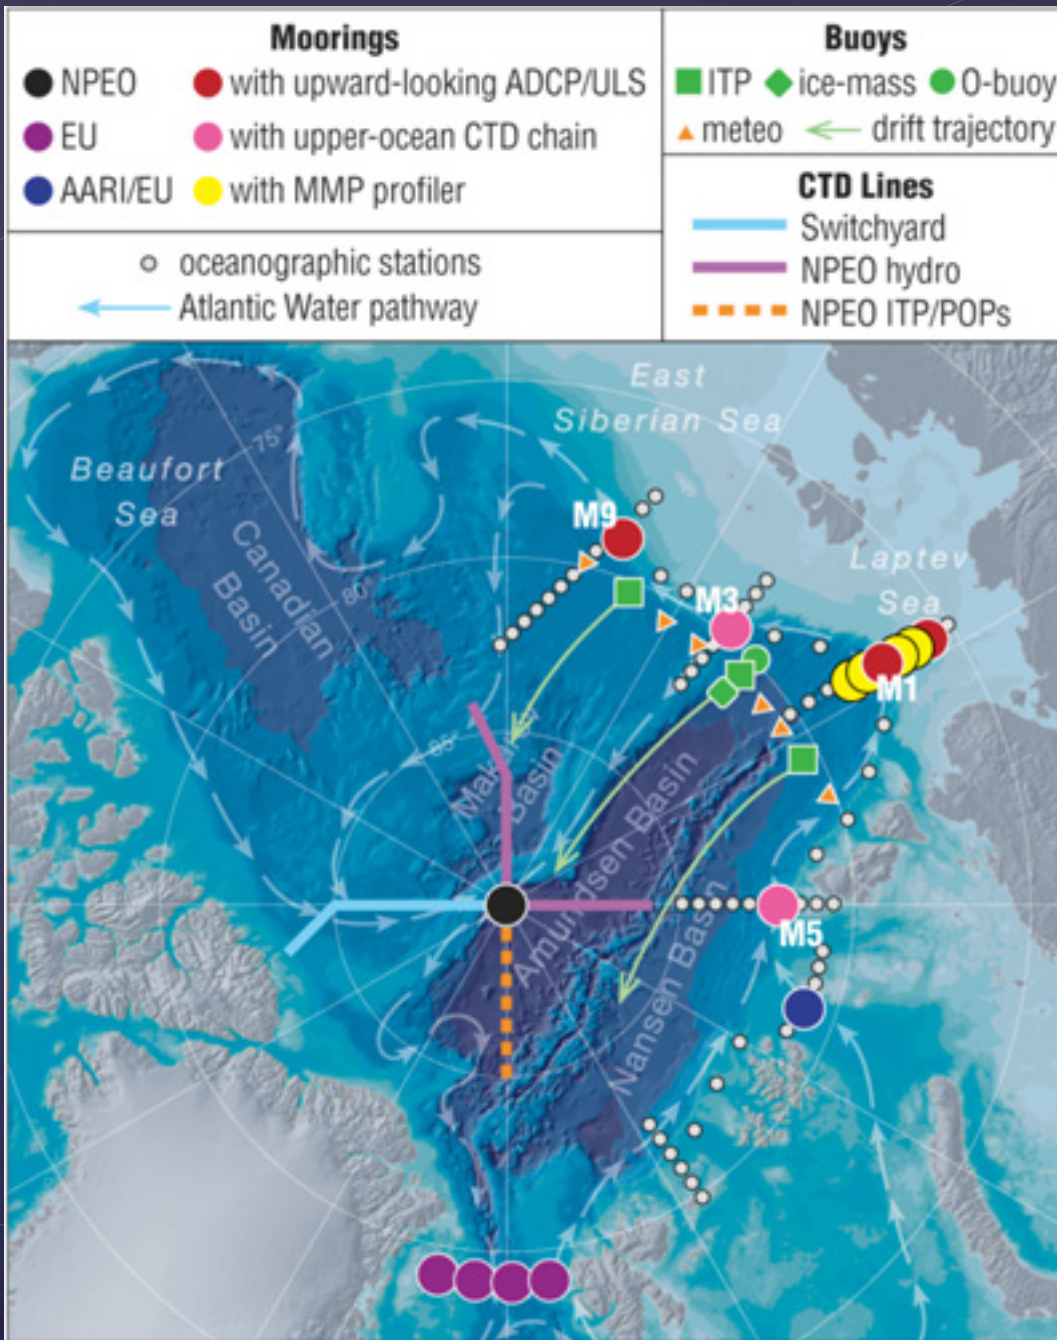 Moorings
NPEO
with upward-looking ADCP/ULS
EU
with upper-ocean CTD chain
AARI/EU
with MMP profiler
oceanographic stations
Atlantic Water pathway
Buoys
ITP
ice-mass
O-buoy
meteo
drift trajectory
CTD Lines
Switchyard
NPEO hydro
NPEO ITP/POPs
East
Siberian Sea
75°
Beaufort
Sea
M9
Canadian
Basin
Laptev
Sea
80°
M3
M1
85°
Basin
Amundsen Basin
M5
Nansen Basin